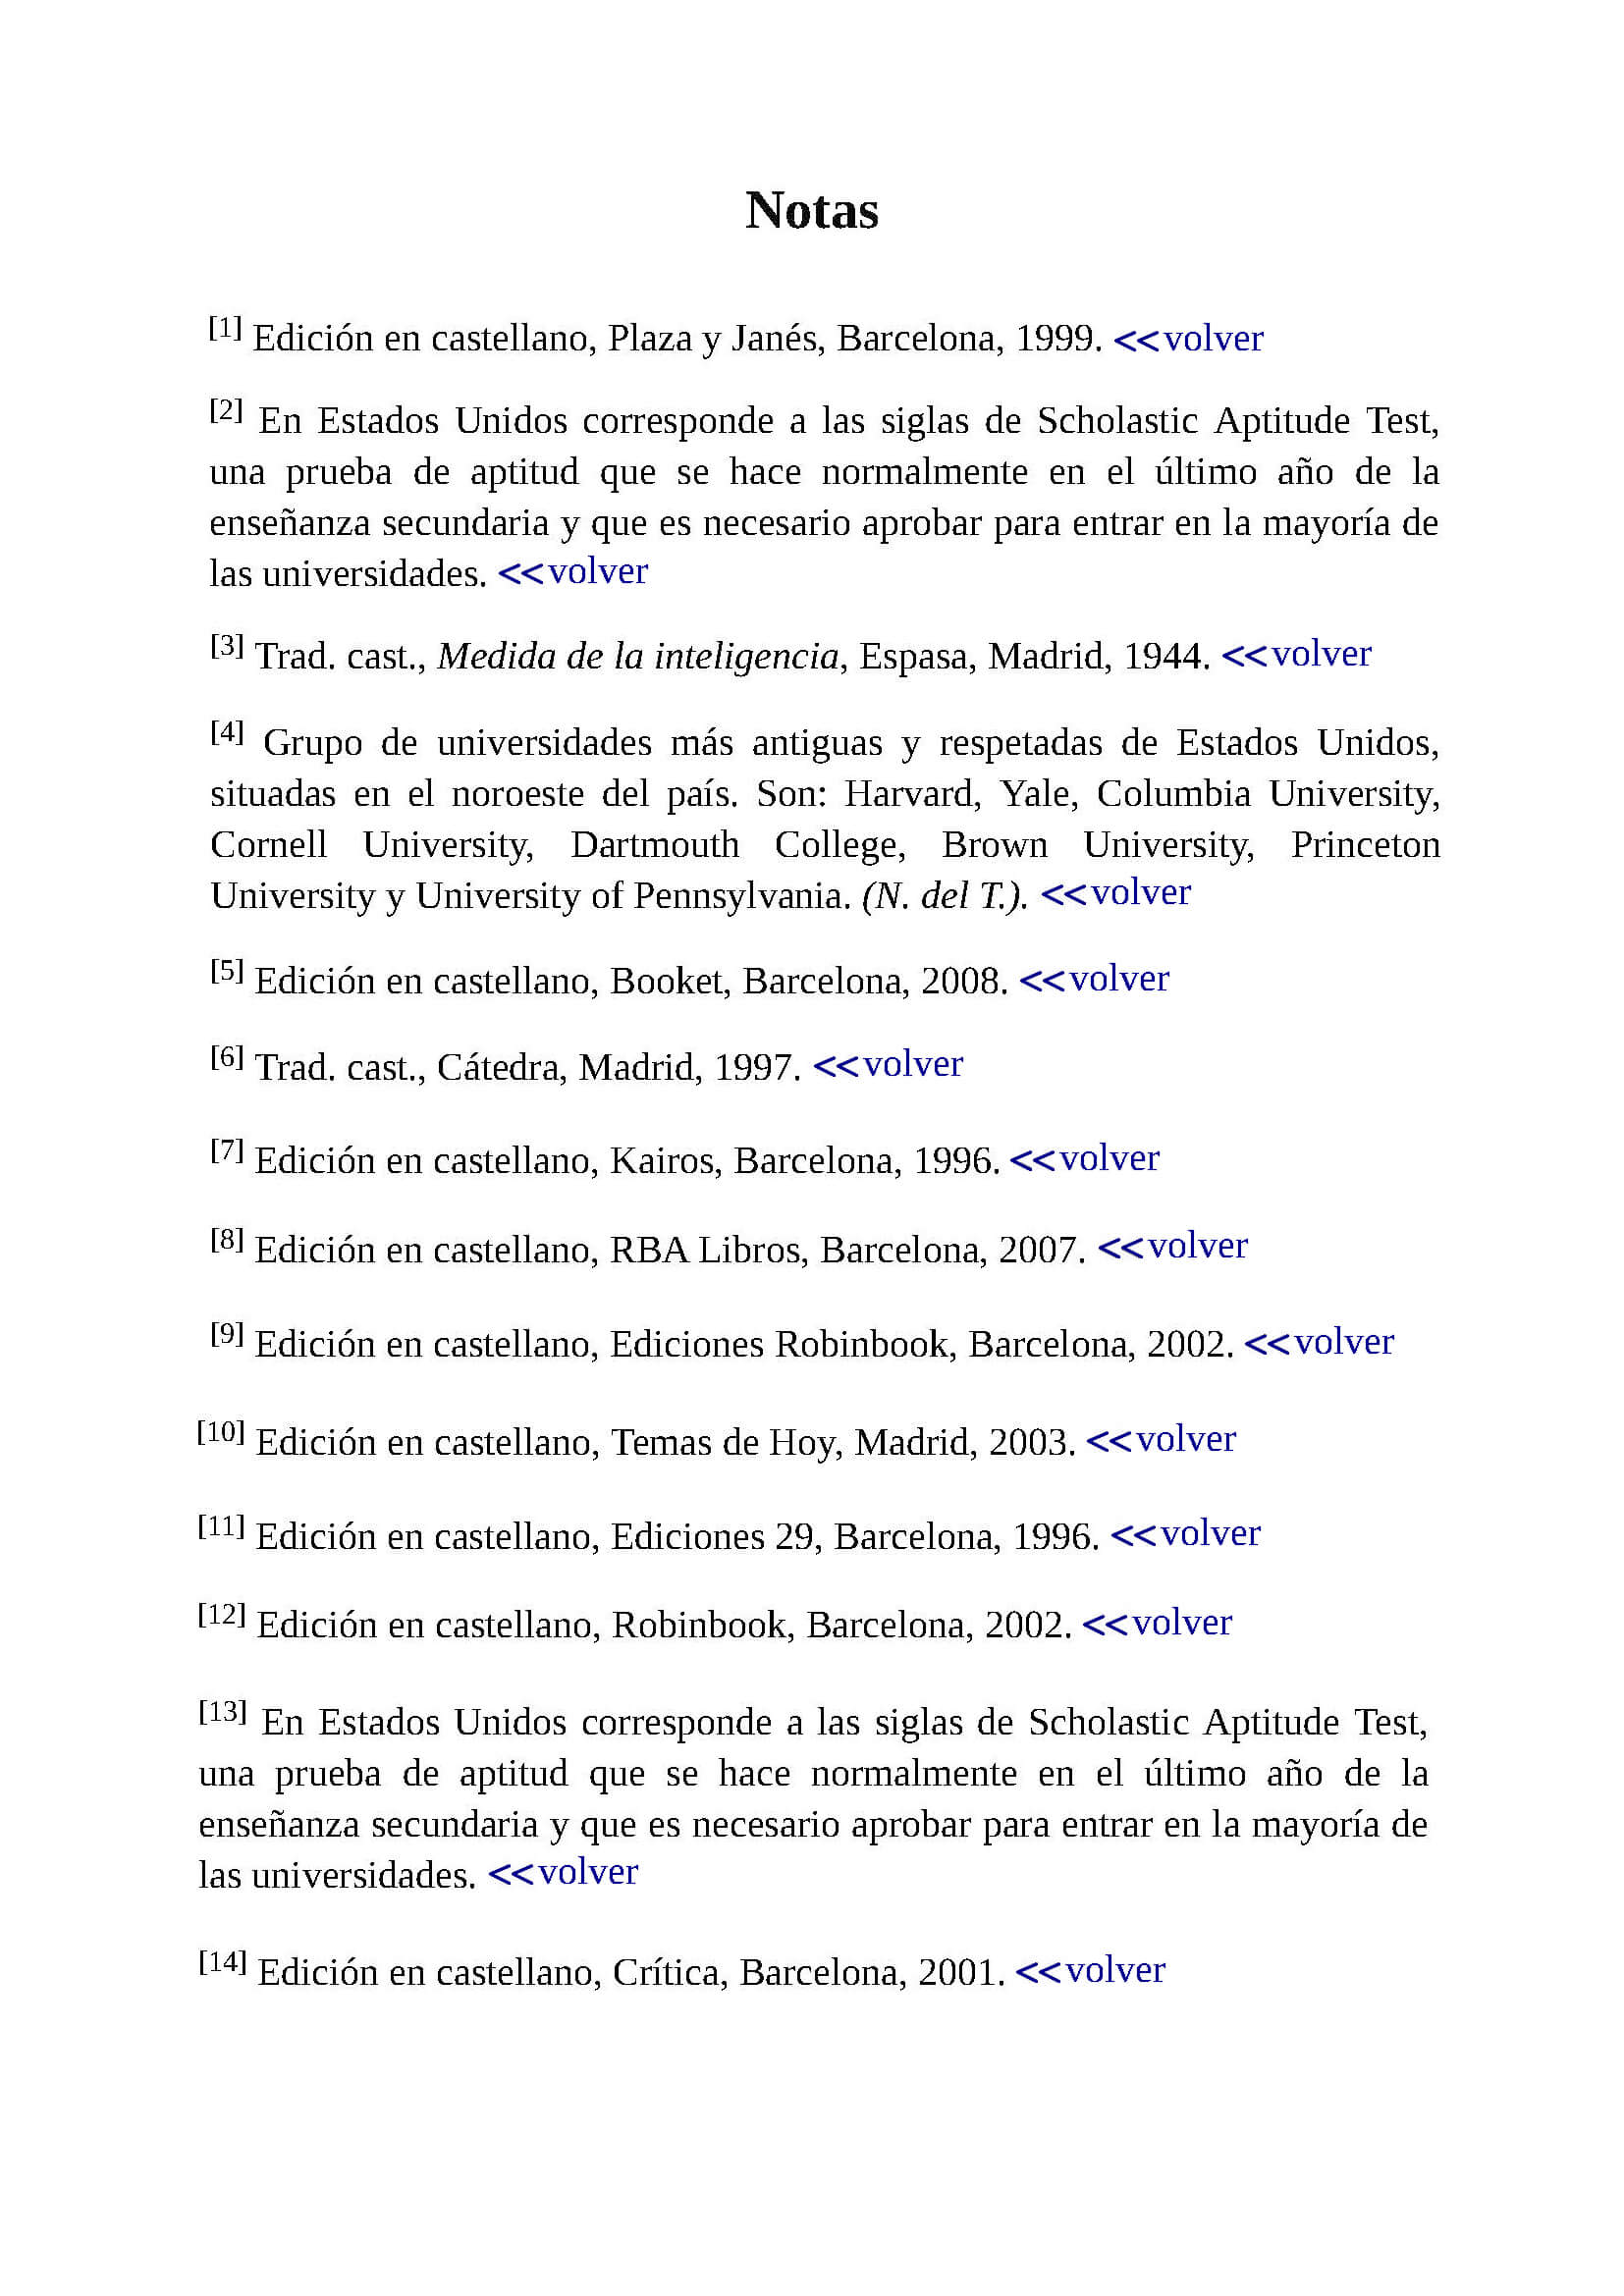 Notas
[1] Edición en castellano, Plaza y Janés, Barcelona, 1999. <<volver
[2] En Estados Unidos corresponde a las siglas de Scholastic Aptitude Test,
una prueba de aptitud que se hace normalmente en el último año de la
enseñanza secundaria y que es necesario aprobar para entrar en la mayoría de
las universidades. <<volver
[3] Trad. cast., Medida de la inteligencia, Espasa, Madrid, 1944. <<volver
[4] Grupo de universidades más antiguas y respetadas de Estados Unidos,
situadas en el noroeste del país. Son: Harvard, Yale, Columbia University,
Cornell University, Dartmouth College, Brown University, Princeton
University y University of Pennsylvania. (N. del T.). <<volver
[5] Edición en castellano, Booket, Barcelona, 2008. <<volver
[6] Trad. cast., Cátedra, Madrid, 1997. <<volver
[7] Edición en castellano, Kairos, Barcelona, 1996. <<volver
[8] Edición en castellano, RBA Libros, Barcelona, 2007. <<volver
[9] Edición en castellano, Ediciones Robinbook, Barcelona, 2002. <<volver
[10] Edición en castellano, Temas de Hoy, Madrid, 2003. <<volver
[11] Edición en castellano, Ediciones 29, Barcelona, 1996. <<volver
[12] Edición en castellano, Robinbook, Barcelona, 2002. <<volver
[13] En Estados Unidos corresponde a las siglas de Scholastic Aptitude Test,
una prueba de aptitud que se hace normalmente en el último año de la
enseñanza secundaria y que es necesario aprobar para entrar en la mayoría de
las universidades. <<volver
[14] Edición en castellano, Crítica, Barcelona, 2001. <<volver